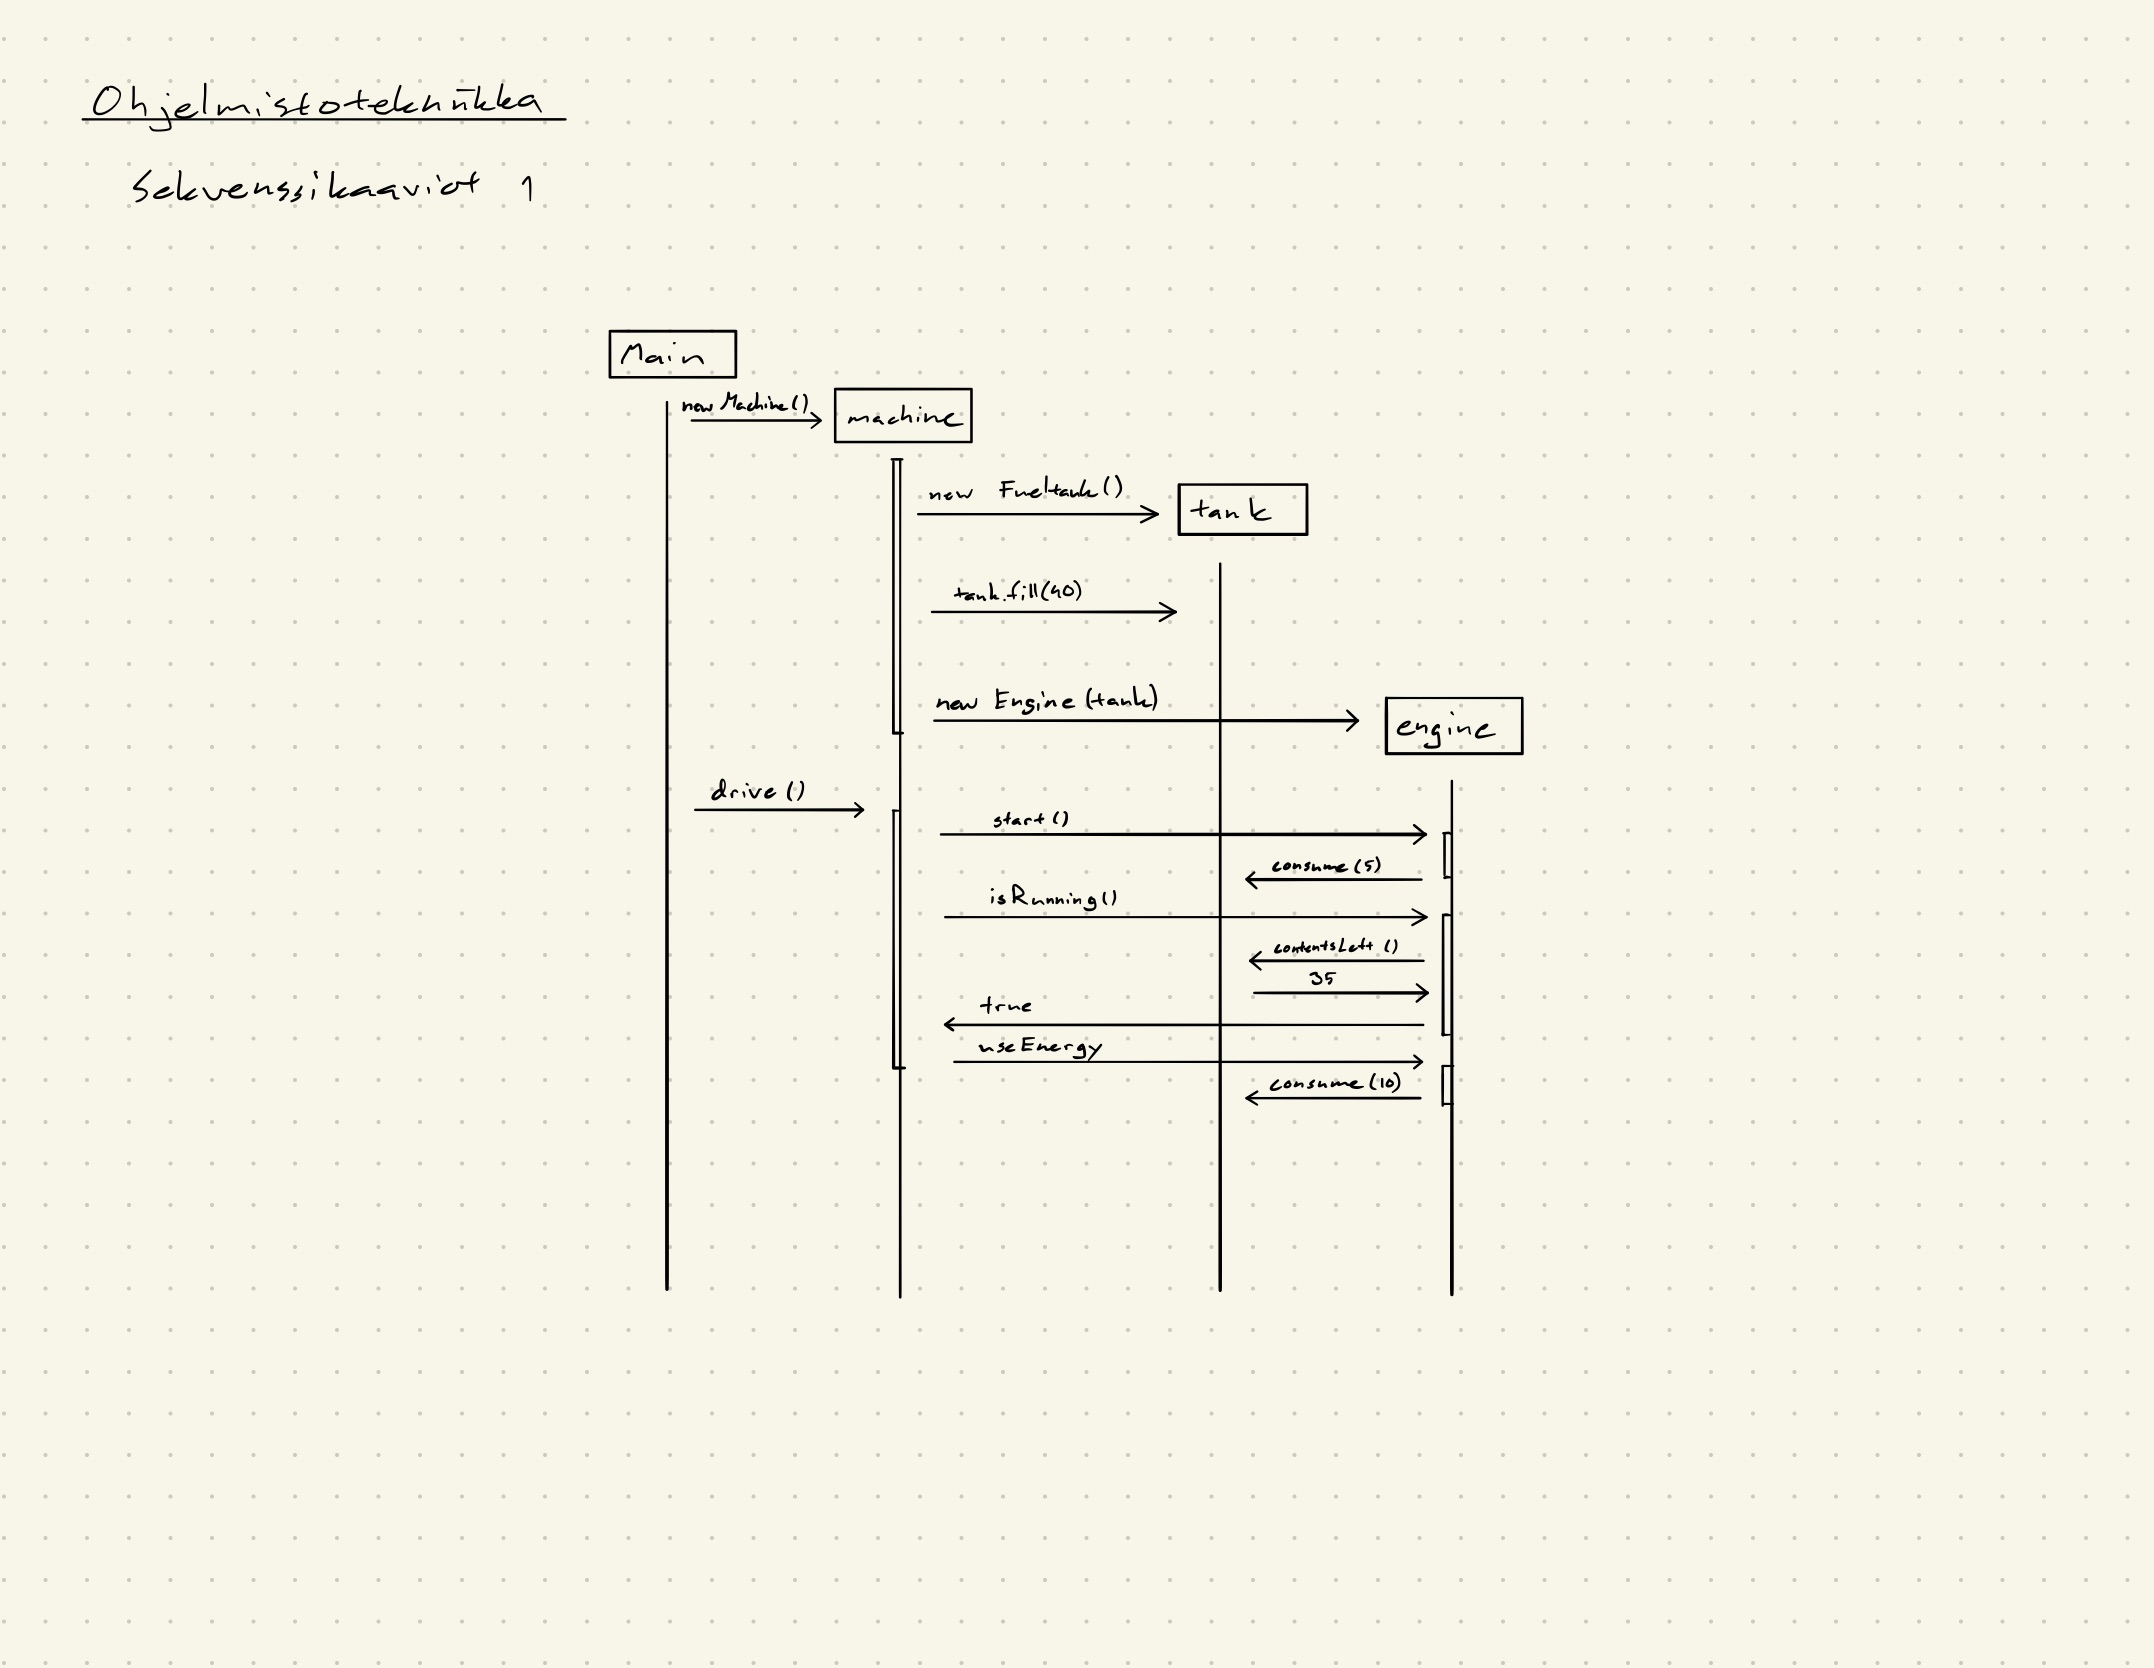 Ohjelmistotekniikka
Sekvenssikaaviot 1
Main
new Machine()
machine
new Fueltank()
tank
tank.fill(40)
new Engine (tank)
engine
drive ()
start ()
consume (5)
isRunning()
contentsLeft ()
35
true
useEnergy
consume (10)